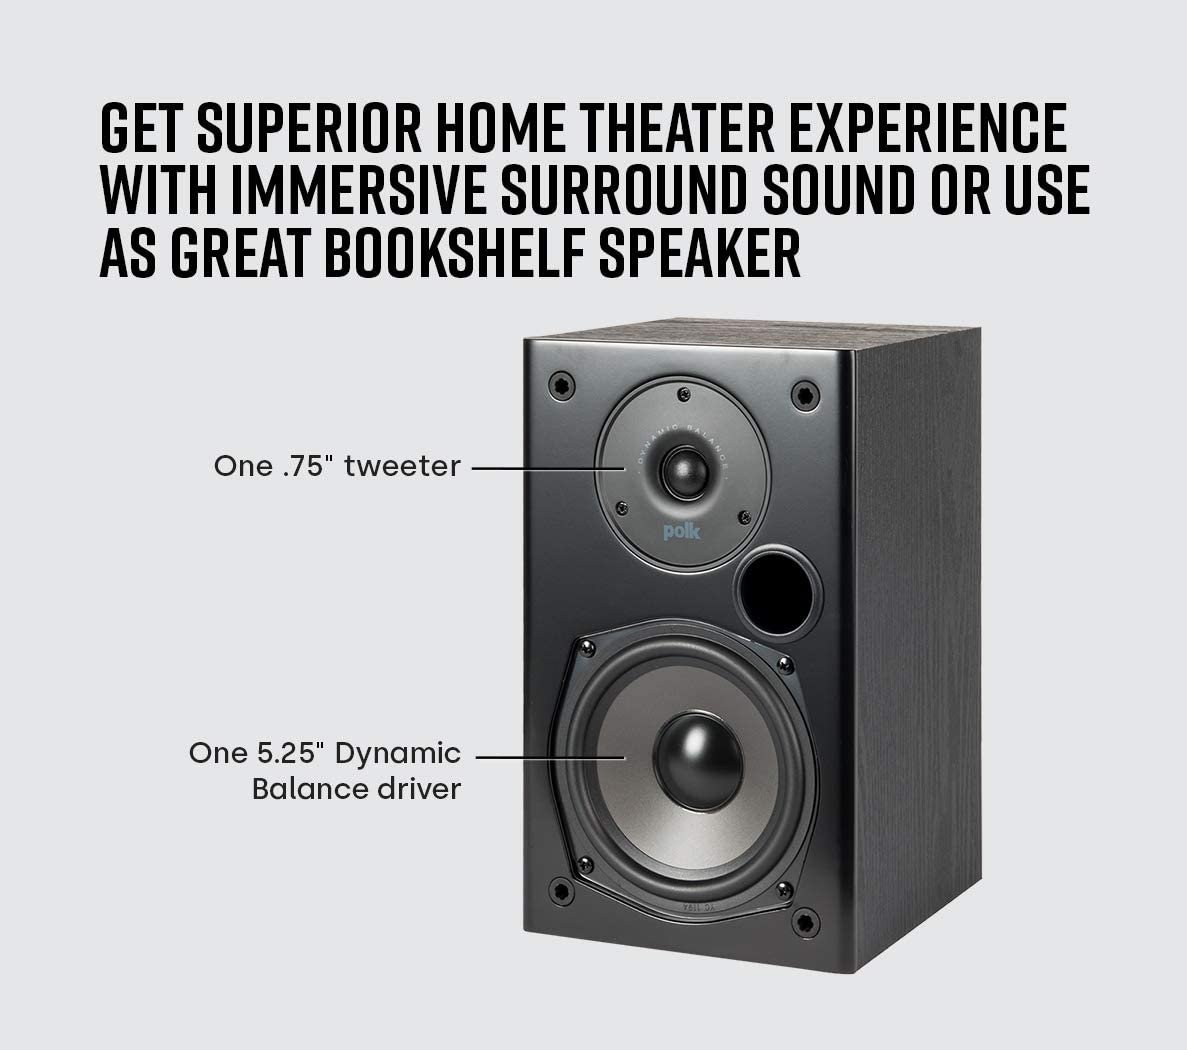 GET SUPERIOR HOME THEATER EXPERIENCE
WITH IMMERSIVE SURROUND SOUND OR USE
AS GREAT BOOKSHELF SPEAKER
One .75" tweeter
DYNAMIC BALANCE
polk
One 5.25" Dynamic
Balance driver